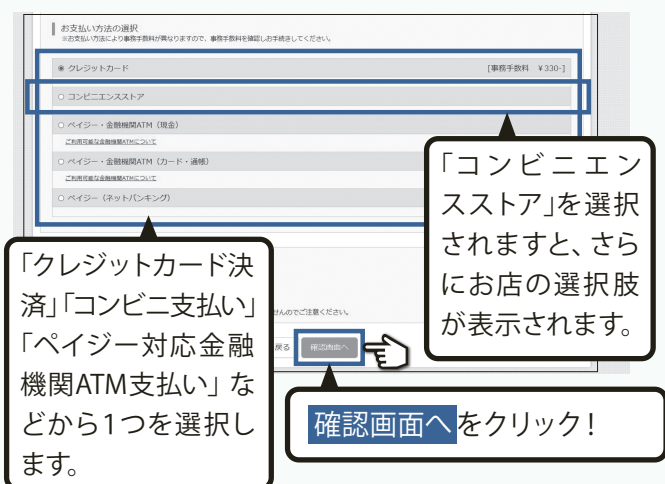 お支払い方法の選択
※お支払い方法により事務手数料が異なりますので、事務手数料を確認しお手続きしてください。
クレジットカード [事務手数料 ¥330-]
コンビニエンスストア
ペイジー・金融機関ATM（現金）
ご利用可能な金融機関ATMについて
ペイジー・金融機関ATM（カード・通帳）
ご利用可能な金融機関ATMについて
ペイジー（ネットバンキング）
「コンビニエン
スストア」を選択
されますと、さら
にお店の選択肢
が表示されます。
「クレジットカード決
済」「コンビニ支払い」
「ペイジー対応金融
機関ATM支払い」な
どから1つを選択し
ます。
せんのでご注意ください。
戻る 確認画面へ
確認画面へをクリック！